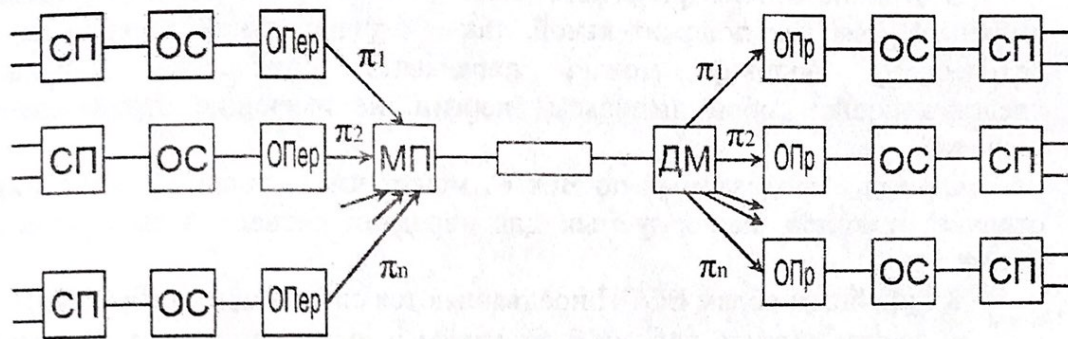 СП ОС ОПер π1 π1 ОПр ОС СП
СП ОС ОПер π2 МП ДМ π2 ОПр ОС СП
СП ОС ОПер πn πn ОПр ОС СП